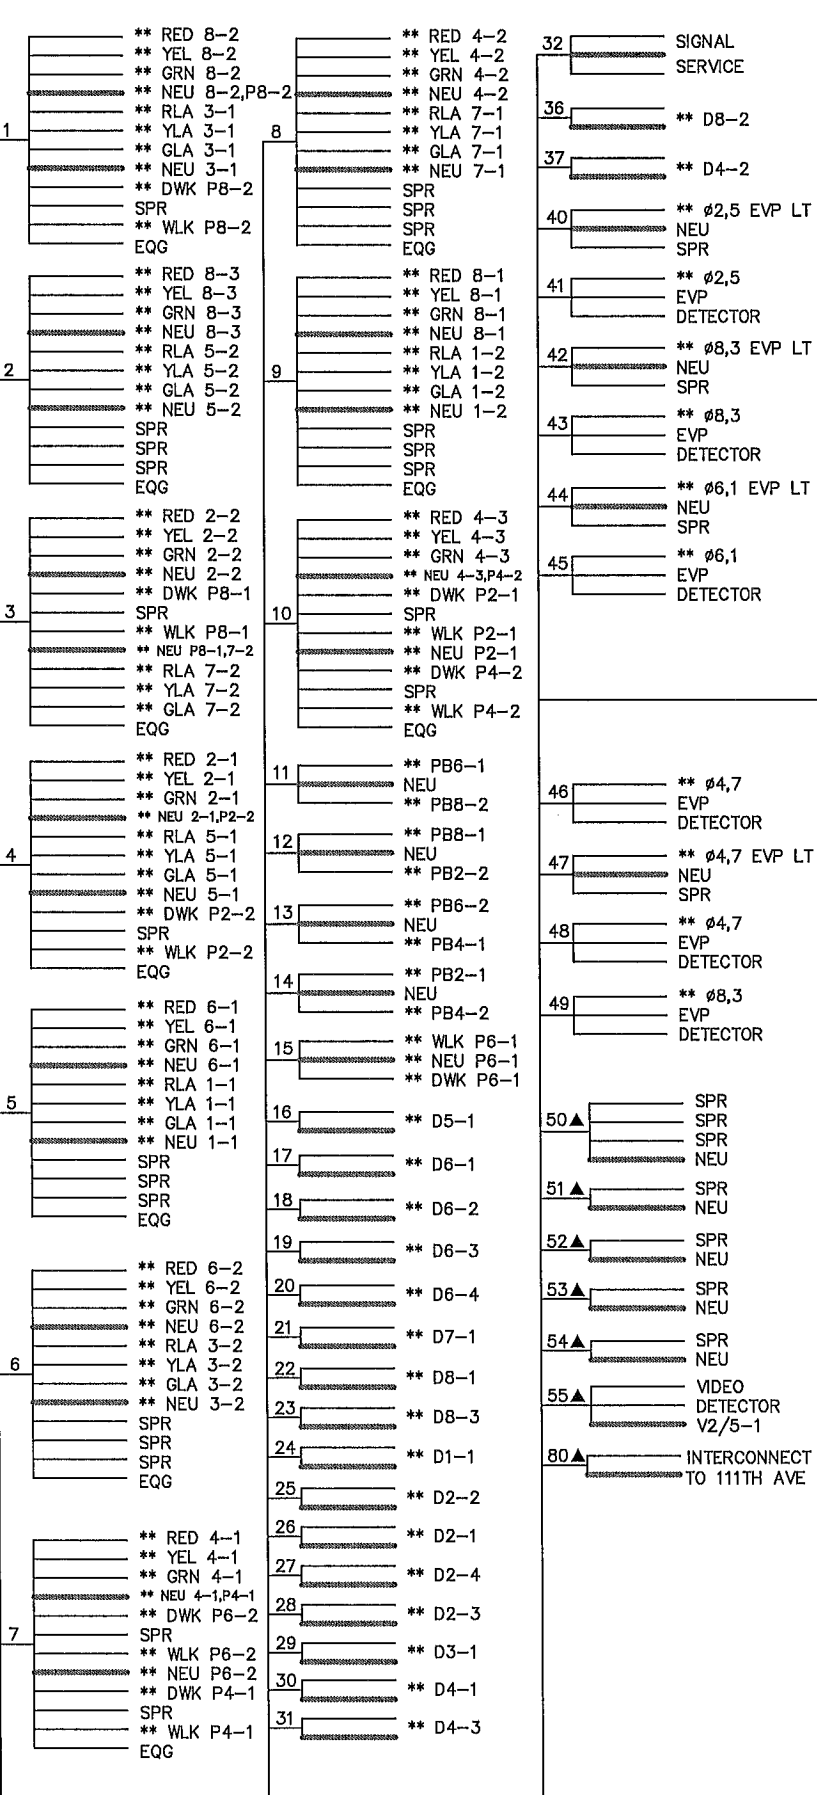 1
** RED 8-2
** YEL 8-2
** GRN 8-2
** NEU 8-2,P8-2
** RLA 3-1
** YLA 3-1
** GLA 3-1
** NEU 3-1
** DWK P8-2
SPR
** WLK P8-2
EQG
2
** RED 8-3
** YEL 8-3
** GRN 8-3
** NEU 8-3
** RLA 5-2
** YLA 5-2
** GLA 5-2
** NEU 5-2
SPR
SPR
SPR
EQG
3
** RED 2-2
** YEL 2-2
** GRN 2-2
** NEU 2-2
** DWK P8-1
SPR
** WLK P8-1
** NEU P8-1,7-2
** RLA 7-2
** YLA 7-2
** GLA 7-2
EQG
4
** RED 2-1
** YEL 2-1
** GRN 2-1
** NEU 2-1,P2-2
** RLA 5-1
** YLA 5-1
** GLA 5-1
** NEU 5-1
** DWK P2-2
SPR
** WLK P2-2
EQG
5
** RED 6-1
** YEL 6-1
** GRN 6-1
** NEU 6-1
** RLA 1-1
** YLA 1-1
** GLA 1-1
** NEU 1-1
SPR
SPR
SPR
EQG
6
** RED 6-2
** YEL 6-2
** GRN 6-2
** NEU 6-2
** RLA 3-2
** YLA 3-2
** GLA 3-2
** NEU 3-2
SPR
SPR
SPR
EQG
7
** RED 4-1
** YEL 4-1
** GRN 4-1
** NEU 4-1,P4-1
** DWK P6-2
SPR
** WLK P6-2
** NEU P6-2
** DWK P4-1
SPR
** WLK P4-1
EQG
8
** RED 4-2
** YEL 4-2
** GRN 4-2
** NEU 4-2
** RLA 7-1
** YLA 7-1
** GLA 7-1
** NEU 7-1
SPR
SPR
SPR
EQG
9
** RED 8-1
** YEL 8-1
** GRN 8-1
** NEU 8-1
** RLA 1-2
** YLA 1-2
** GLA 1-2
** NEU 1-2
SPR
SPR
SPR
EQG
10
** RED 4-3
** YEL 4-3
** GRN 4-3
** NEU 4-3,P4-2
** DWK P2-1
SPR
** WLK P2-1
** NEU P2-1
** DWK P4-2
SPR
** WLK P4-2
EQG
11
** PB6-1
NEU
** PB8-2
12
** PB8-1
NEU
** PB2-2
13
** PB6-2
NEU
** PB4-1
14
** PB2-1
NEU
** PB4-2
15
** WLK P6-1
** NEU P6-1
** DWK P6-1
16 ** D5-1
17 ** D6-1
18 ** D6-2
19 ** D6-3
20 ** D6-4
21 ** D7-1
22 ** D8-1
23 ** D8-3
24 ** D1-1
25 ** D2-2
26 ** D2-1
27 ** D2-4
28 ** D2-3
29 ** D3-1
30 ** D4-1
31 ** D4-3
32
SIGNAL
SERVICE
36 ** D8-2
37 ** D4-2
40
** ø2,5 EVP LT
NEU
SPR
41
** ø2,5
EVP
DETECTOR
42
** ø8,3 EVP LT
NEU
SPR
43
** ø8,3
EVP
DETECTOR
44
** ø6,1 EVP LT
NEU
SPR
45
** ø6,1
EVP
DETECTOR
46
** ø4,7
EVP
DETECTOR
47
** ø4,7 EVP LT
NEU
SPR
48
** ø4,7
EVP
DETECTOR
49
** ø8,3
EVP
DETECTOR
50▲
SPR
SPR
SPR
NEU
51▲
SPR
NEU
52▲
SPR
NEU
53▲
SPR
NEU
54▲
SPR
NEU
55▲
VIDEO
DETECTOR
V2/5-1
80▲
INTERCONNECT
TO 111TH AVE